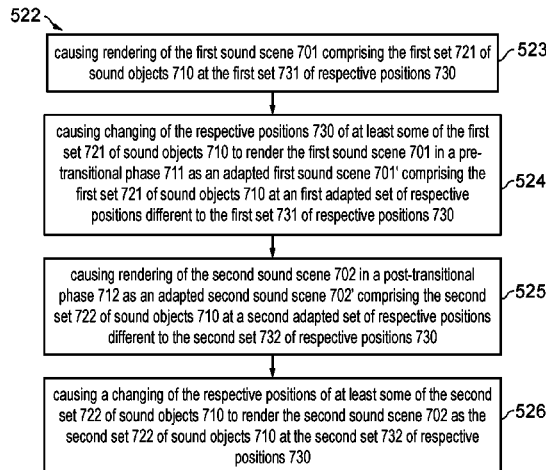 522
causing rendering of the first sound scene 701 comprising the first set 721 of
sound objects 710 at the first set 731 of respective positions 730
523
causing changing of the respective positions 730 of at least some of the first
set 721 of sound objects 710 to render the first sound scene 701 in a pre-
transitional phase 711 as an adapted first sound scene 701' comprising the
first set 721 of sound objects 710 at an first adapted set of respective
positions different to the first set 731 of respective positions 730
524
causing rendering of the second sound scene 702 in a post-transitional
phase 712 as an adapted second sound scene 702' comprising the second
set 722 of sound objects 710 at a second adapted set of respective positions
different to the second set 732 of respective positions 730
525
causing a changing of the respective positions of at least some of the second
set 722 of sound objects 710 to render the second sound scene 702 as the
second set 722 of sound objects 710 at the second set 732 of respective
positions
730
526